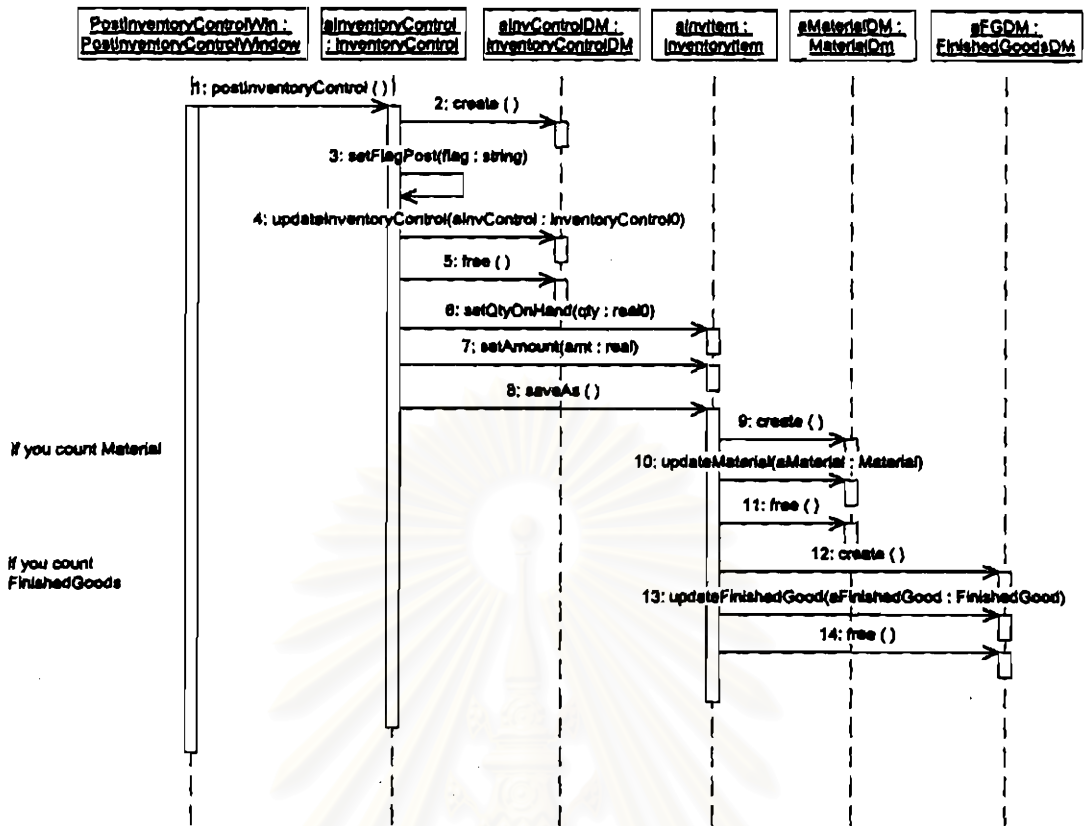 PostInventoryControlWin :
PostInventoryControlWindow
aInventoryControl
: InventoryControl
aInvControlDM :
InventoryControlDM
aInvItem :
InventoryItem
aMaterialDM :
MaterialDm
aFGDM :
FinishedGoodsDM
1: postInventoryControl ( )
2: create ( )
3: setFlagPost(flag : string)
4: updateInventoryControl(aInvControl : InventoryControl0)
5: free ( )
6: setQtyOnHand(qty : real0)
7: setAmount(amt : real)
8: saveAs ( )
9: create ( )
If you count Material
10: updateMaterial(aMaterial : Material)
11: free ( )
12: create ( )
If you count
FinishedGoods
13: updateFinishedGood(aFinishedGood : FinishedGood)
14: free ( )